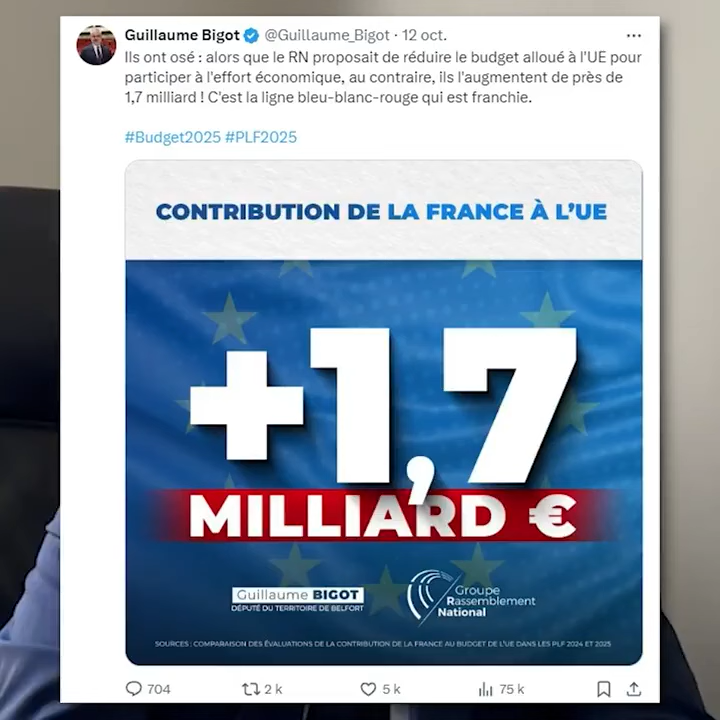 Guillaume Bigot @Guillaume_Bigot · 12 oct.
Ils ont osé : alors que le RN proposait de réduire le budget alloué à l'UE pour
participer à l'effort économique, au contraire, ils l'augmentent de près de
1,7 milliard ! C'est la ligne bleu-blanc-rouge qui est franchie.
#Budget2025 #PLF2025
CONTRIBUTION DE LA FRANCE À L'UE
+1,7
MILLIARD €
Guillaume BIGOT
DÉPUTÉ DU TERRITOIRE DE BELFORT
Groupe
Rassemblement
National
SOURCES : COMPARAISON DES ÉVALUATIONS DE LA CONTRIBUTION DE LA FRANCE AU BUDGET DE L'UE DANS LES PLF 2024 ET 2025
704 2 k 5 k 75 k